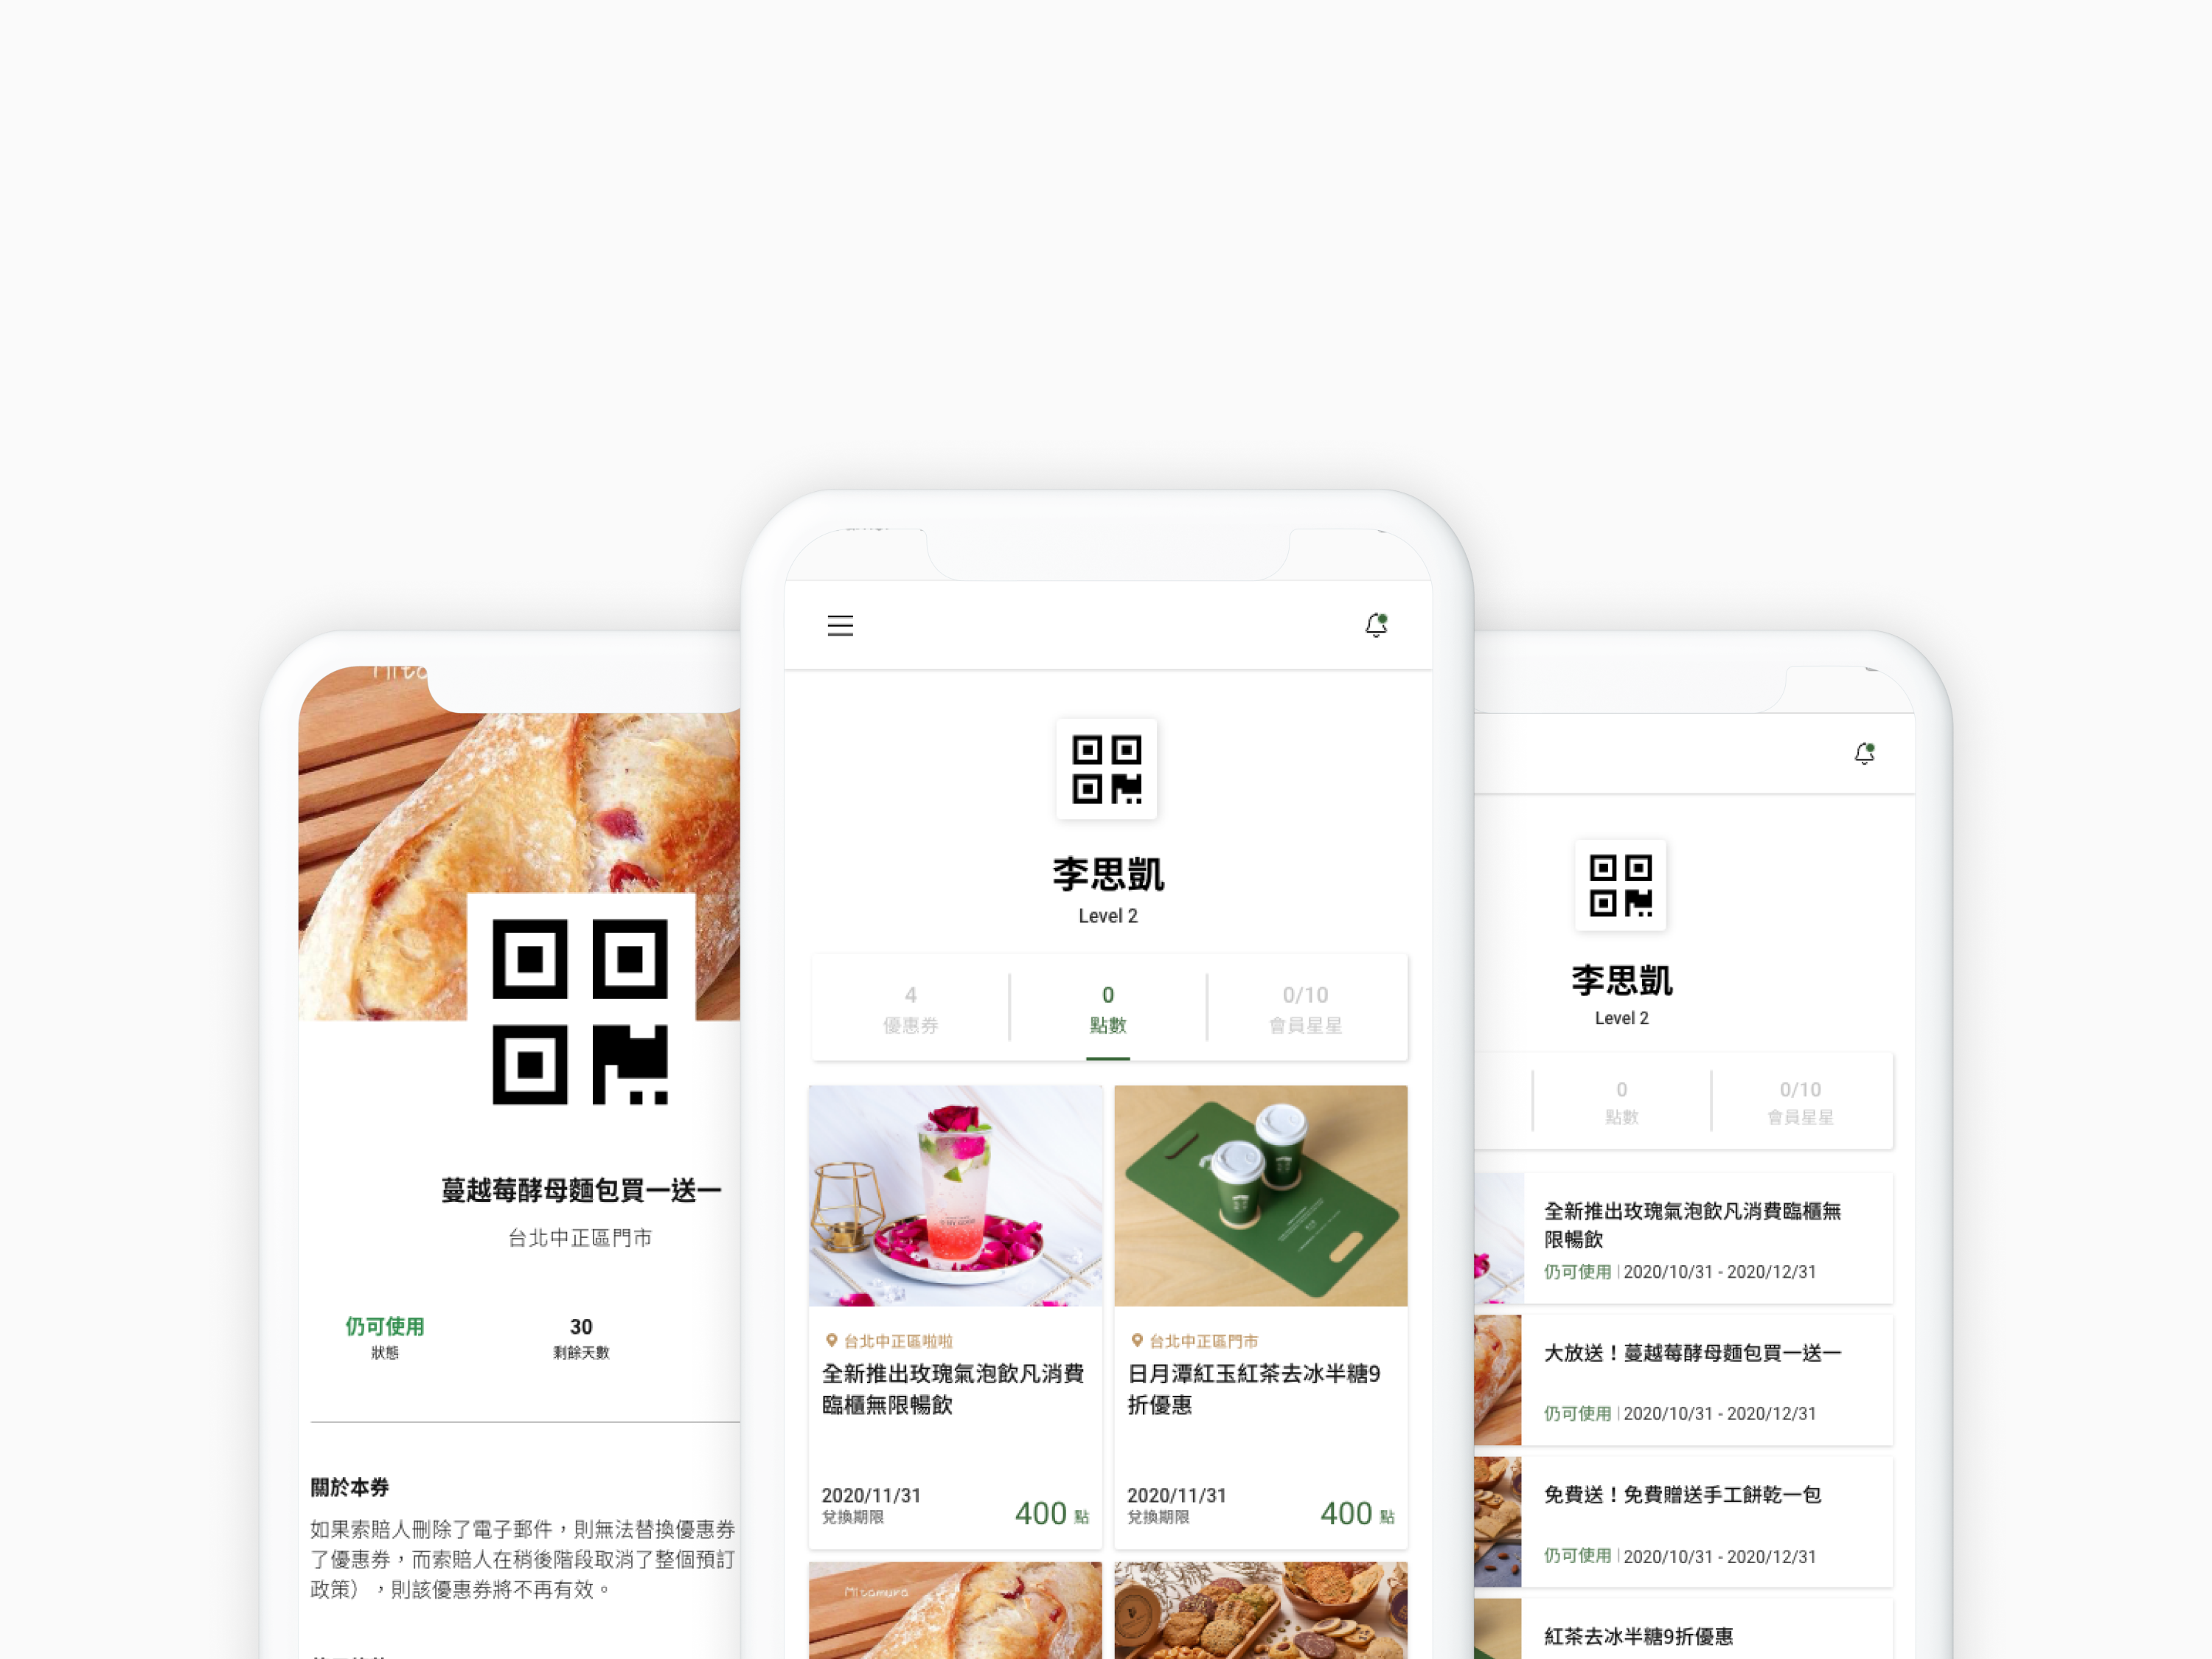 蔓越莓酵母麵包買一送一
台北中正區門市
仍可使用
狀態
30
剩餘天數
關於本券
如果索賠人刪除了電子郵件，則無法替換優惠券
了優惠券，而索賠人在稍後階段取消了整個預訂
政策），則該優惠券將不再有效。
李思凱
Level 2
4
優惠券
0
點數
0/10
會員星星
台北中正區啦啦
全新推出玫瑰氣泡飲凡消費
臨櫃無限暢飲
2020/11/31
兌換期限
400 點
台北中正區門市
日月潭紅玉紅茶去冰半糖9
折優惠
2020/11/31
兌換期限
400 點
Mitamura
李思凱
Level 2
0
點數
0/10
會員星星
全新推出玫瑰氣泡飲凡消費臨櫃無
限暢飲
仍可使用 | 2020/10/31 - 2020/12/31
大放送！蔓越莓酵母麵包買一送一
仍可使用 | 2020/10/31 - 2020/12/31
免費送！免費贈送手工餅乾一包
仍可使用 | 2020/10/31 - 2020/12/31
紅茶去冰半糖9折優惠